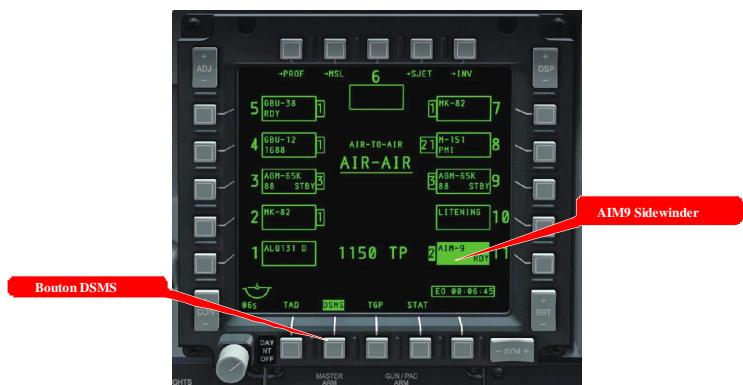 +
ADJ
−
+
DSP
−
→PROF →MSL 6 →SJET →INV
5 GBU-38 1
RDY
1 MK-82 7
4 GBU-12 1
1688
AIR-TO-AIR
AIR-AIR
21 M-151 8
PMI
3 AGM-65K 3
88 STBY
3 AGM-65K 9
88 STBY
2 MK-82 1
LITENING 10
1 ALQ131 D
1150 TP
2 AIM-9 11
RDY
EO 00:06:45
06s TAD DSMS TGP STAT
CON
−
+
BRT
−
DAY
NT
OFF
− SYM +
MASTER
ARM
GUN / PAC
ARM
GHTS
AIM9 Sidewinder
Bouton DSMS